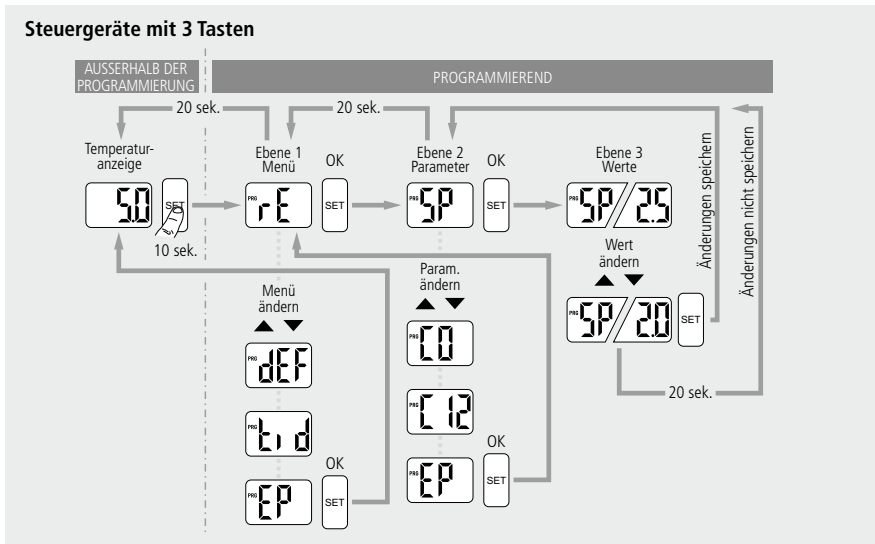 Steuergeräte mit 3 Tasten
AUSSERHALB DER
PROGRAMMIERUNG
PROGRAMMIEREND
20 sek.
20 sek.
Temperatur-
anzeige
Ebene 1
Menü
OK
Ebene 2
Parameter
OK
Ebene 3
Werte
5.0
SET
PRG rE
SET
PRG SP
SET
PRG SP/2.5
10 sek.
Menü
ändern
Param.
ändern
Wert
ändern
PRG SP/2.0
SET
Änderungen speichern
Änderungen nicht speichern
20 sek.
PRG dEF
PRG C0
PRG tid
PRG C12
OK
OK
PRG EP
SET
PRG EP
SET